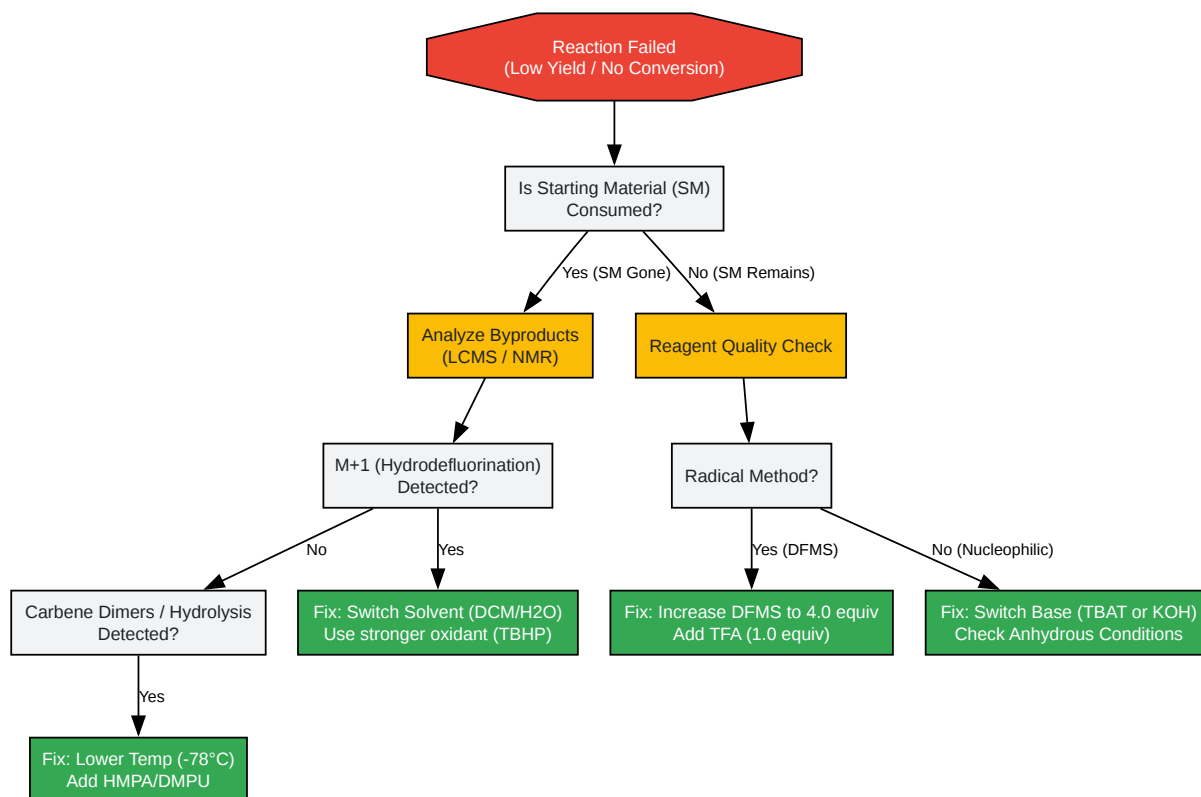 Reaction Failed
(Low Yield / No Conversion)
Is Starting Material (SM)
Consumed?
Yes (SM Gone)
No (SM Remains)
Analyze Byproducts
(LCMS / NMR)
Reagent Quality Check
M+1 (Hydrodefluorination)
Detected?
Radical Method?
No
Yes
Yes (DFMS)
No (Nucleophilic)
Carbene Dimers / Hydrolysis
Detected?
Fix: Switch Solvent (DCM/H2O)
Use stronger oxidant (TBHP)
Fix: Increase DFMS to 4.0 equiv
Add TFA (1.0 equiv)
Fix: Switch Base (TBAT or KOH)
Check Anhydrous Conditions
Yes
Fix: Lower Temp (-78°C)
Add HMPA/DMPU